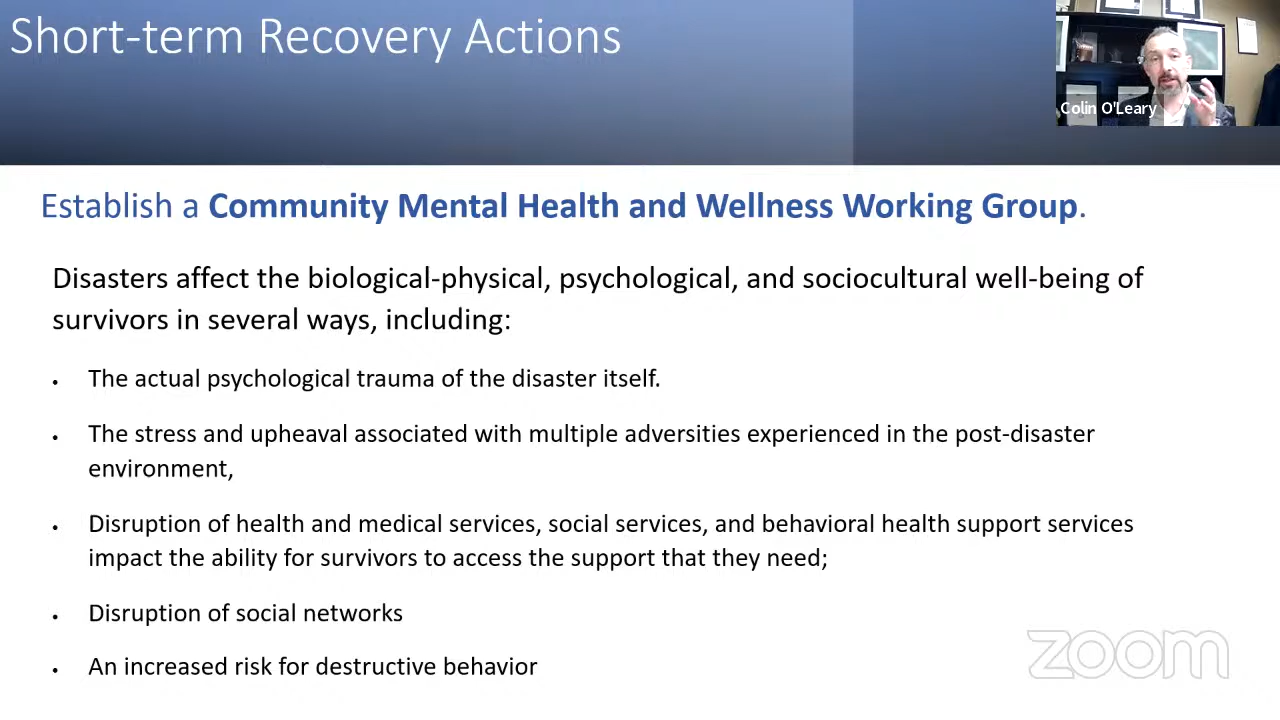 Short-term Recovery Actions
Colin O'Leary
Establish a Community Mental Health and Wellness Working Group.
Disasters affect the biological-physical, psychological, and sociocultural well-being of
survivors in several ways, including:
• The actual psychological trauma of the disaster itself.
• The stress and upheaval associated with multiple adversities experienced in the post-disaster
environment,
• Disruption of health and medical services, social services, and behavioral health support services
impact the ability for survivors to access the support that they need;
• Disruption of social networks
• An increased risk for destructive behavior
zoom